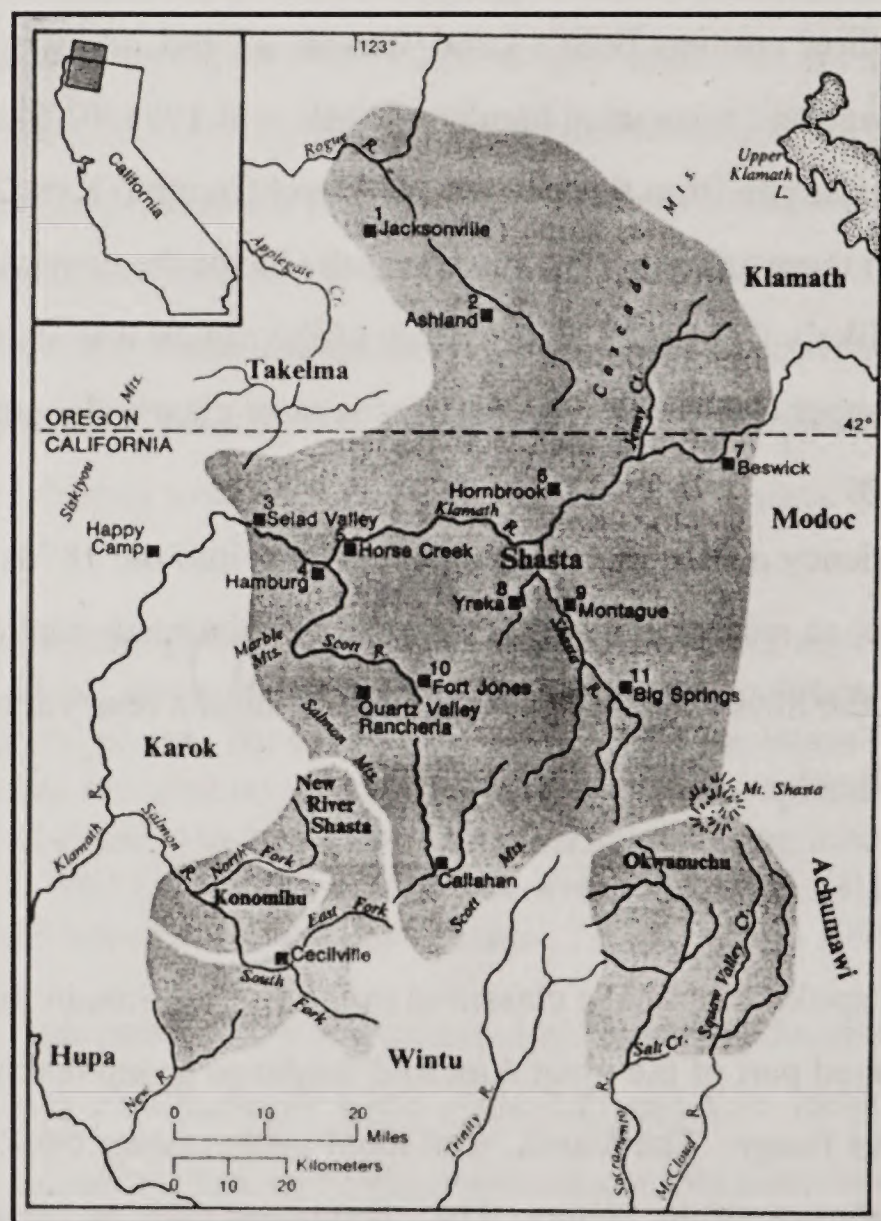 123°
California
Rogue R.
Upper
Klamath
L.
1
Jacksonville
Cascade Mts.
Applegate Cr.
Klamath
2
Ashland
Takelma
Jenny Cr.
OREGON
CALIFORNIA
42°
Siskiyou Mts.
7
Beswick
6
Hornbrook
3
Seiad Valley
Klamath R.
Modoc
Happy
Camp
5
Horse Creek
Shasta
4
Hamburg
8
Yreka
9
Montague
Shasta R.
Marble
Mts.
Scott R.
10
Fort Jones
11
Big Springs
Quartz Valley
Rancheria
Salmon Mts.
Karok
New
River
Shasta
Mt. Shasta
Klamath R.
Salmon R.
North Fork
Okwanuchu
Callahan
Scott Mts.
Konomihu
East Fork
Achumawi
Cecilville
South Fork
Squaw Valley Cr.
Hupa
New R.
Wintu
Salt Cr.
0 10 20
Miles
Kilometers
0 10 20
Trinity R.
Sacramento R.
McCloud R.